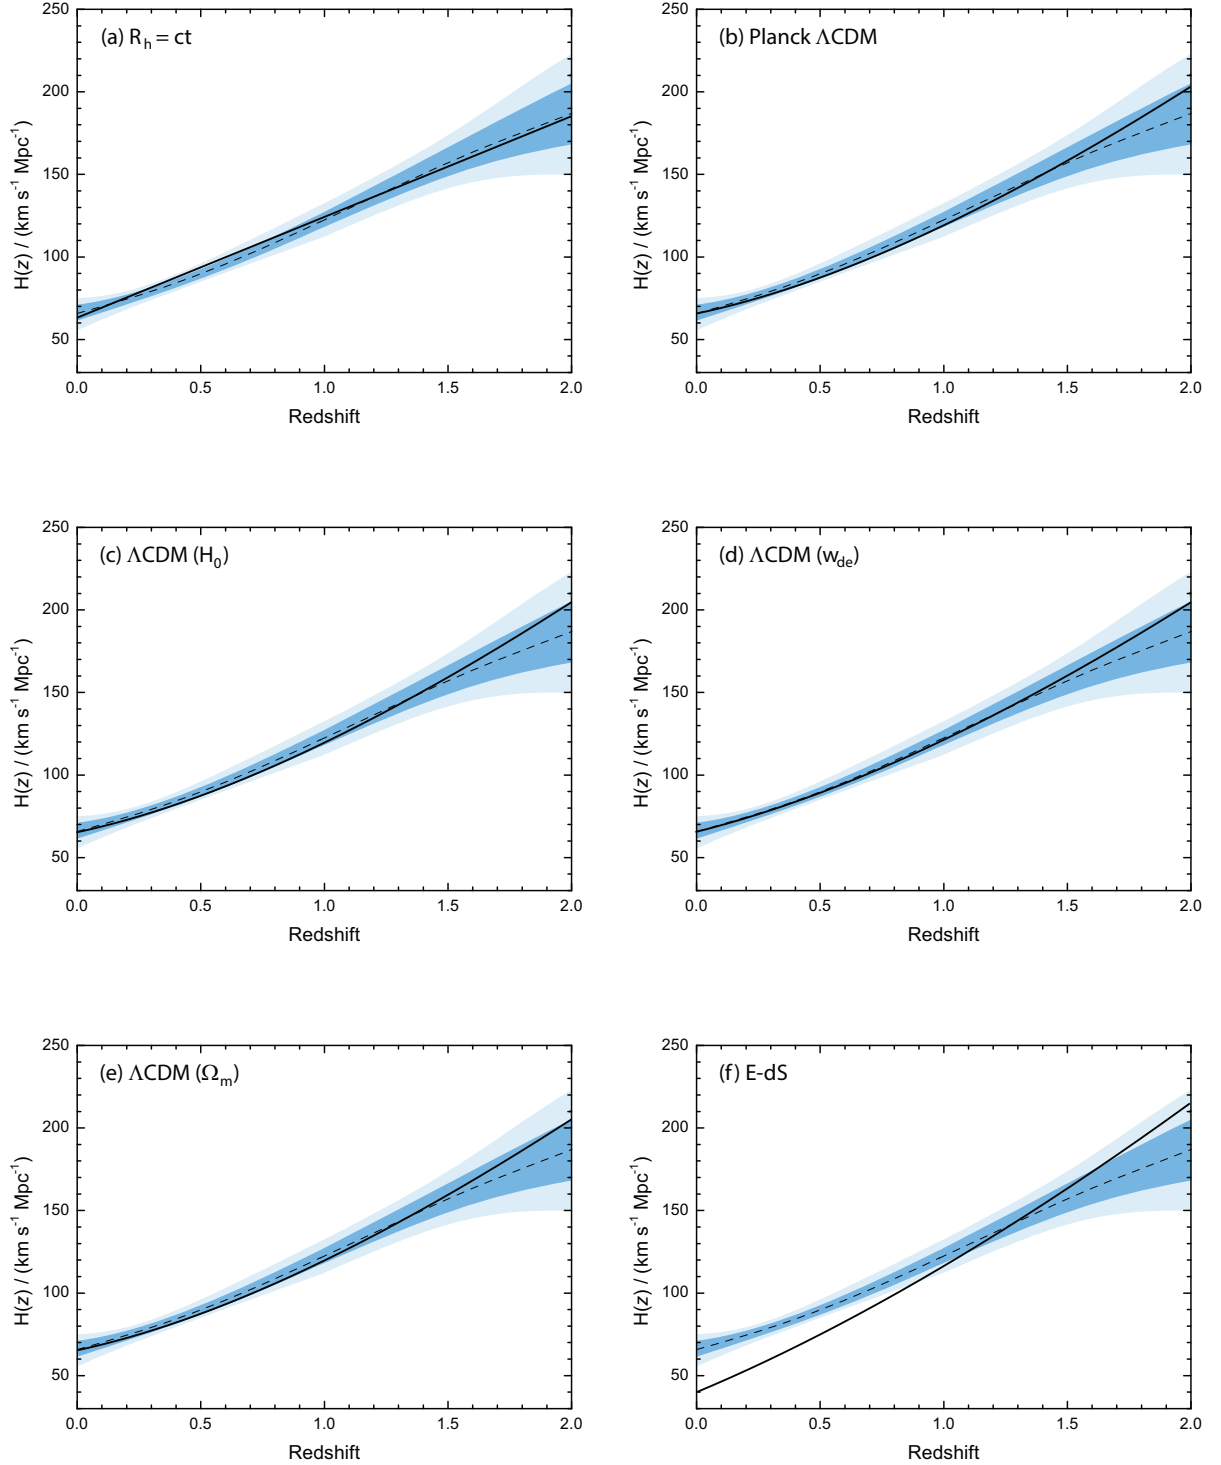 (a) R_h = ct
250
200
150
100
50
H(z) / (km s⁻¹ Mpc⁻¹)
0.0 0.5 1.0 1.5 2.0
Redshift
(b) Planck ΛCDM
250
200
150
100
50
H(z) / (km s⁻¹ Mpc⁻¹)
0.0 0.5 1.0 1.5 2.0
Redshift
(c) ΛCDM (H₀)
250
200
150
100
50
H(z) / (km s⁻¹ Mpc⁻¹)
0.0 0.5 1.0 1.5 2.0
Redshift
(d) ΛCDM (w_de)
250
200
150
100
50
H(z) / (km s⁻¹ Mpc⁻¹)
0.0 0.5 1.0 1.5 2.0
Redshift
(e) ΛCDM (Ω_m)
250
200
150
100
50
H(z) / (km s⁻¹ Mpc⁻¹)
0.0 0.5 1.0 1.5 2.0
Redshift
(f) E-dS
250
200
150
100
50
H(z) / (km s⁻¹ Mpc⁻¹)
0.0 0.5 1.0 1.5 2.0
Redshift